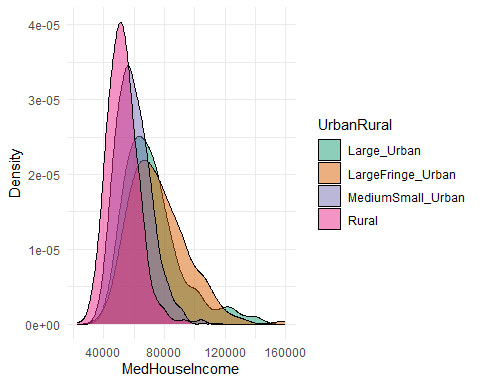 4e-05
3e-05
2e-05
1e-05
0e+00
Density
40000 80000 120000 160000
MedHouseIncome
UrbanRural
Large_Urban
LargeFringe_Urban
MediumSmall_Urban
Rural